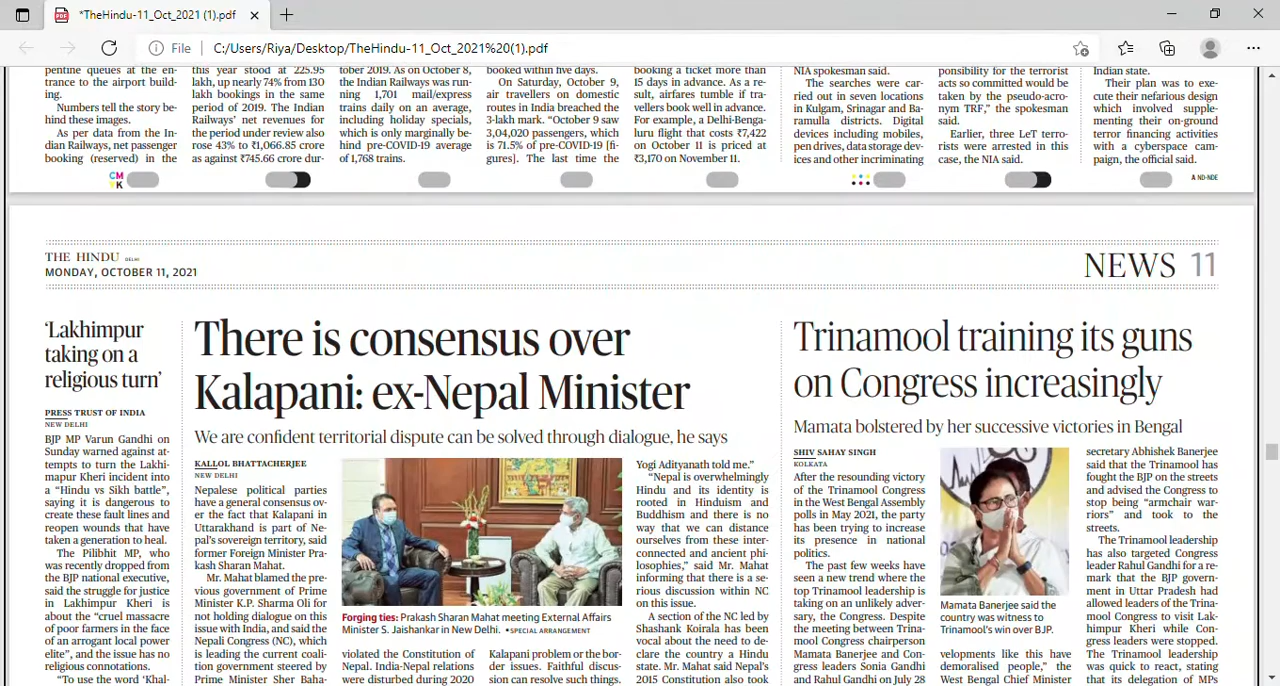 *TheHindu-11_Oct_2021 (1).pdf
File
C:/Users/Riya/Desktop/TheHindu-11_Oct_2021%20(1).pdf
pentine queues at the en-
trance to the airport build-
ing.
Numbers tell the story be-
hind these images.
As per data from the In-
dian Railways, net passenger
booking (reserved) in the
this year stood at 225.95
lakh, up nearly 74% from 130
lakh bookings in the same
period of 2019. The Indian
Railways' net revenues for
the period under review also
rose 43% to ₹1,066.85 crore
as against ₹745.66 crore dur-
tober 2019. As on October 8,
the Indian Railways was run-
ning 1,701 mail/express
trains daily on an average,
including holiday specials,
which is only marginally be-
hind pre-COVID-19 average
of 1,768 trains.
booked within five days.
On Saturday, October 9,
air travellers on domestic
routes in India breached the
3-lakh mark. “October 9 saw
3,04,020 passengers, which
is 71.5% of pre-COVID-19 [fi-
gures]. The last time the
booking a ticket more than
15 days in advance. As a
result, airfares tumble if tra-
vellers book well in advance.
For example, a Delhi-Benga-
luru flight that costs ₹7,422
on October 11 is priced at
₹3,170 on November 11.
NIA spokesman said.
The searches were car-
ried out in seven locations
in Kulgam, Srinagar and Ba-
ramulla districts. Digital
devices including mobiles,
pen drives, data storage dev-
ices and other incriminating
ponsibility for the terrorist
acts so committed would be
taken by the pseudo-acro-
nym TRF,” the spokesman
said.
Earlier, three LeT terro-
rists were arrested in this
case, the NIA said.
Indian state.
Their plan was to exe-
cute their nefarious design
which involved supple-
menting their on-ground
terror financing activities
with a cyberspace cam-
paign, the official said.
CM
YK
A ND-NDE
THE HINDU DELHI
MONDAY, OCTOBER 11, 2021
NEWS 11
‘Lakhimpur
taking on a
religious turn’
PRESS TRUST OF INDIA
NEW DELHI
BJP MP Varun Gandhi on
Sunday warned against at-
tempts to turn the Lakhi-
mapur Kheri incident into
a “Hindu vs Sikh battle”,
saying it is dangerous to
create these fault lines and
reopen wounds that have
taken a generation to heal.
The Pilibhit MP, who
was recently dropped from
the BJP national executive,
said the struggle for justice
in Lakhimpur Kheri is
about the “cruel massacre
of poor farmers in the face
of an arrogant local power
elite”, and the issue has no
religious connotations.
“To use the word ‘Khal-
There is consensus over
Kalapani: ex-Nepal Minister
We are confident territorial dispute can be solved through dialogue, he says
KALLOL BHATTACHERJEE
NEW DELHI
Nepalese political parties
have a general consensus ov-
er the fact that Kalapani in
Uttarakhand is part of Ne-
pal’s sovereign territory, said
former Foreign Minister Pra-
kash Sharan Mahat.
Mr. Mahat blamed the pre-
vious government of Prime
Minister K.P. Sharma Oli for
not holding dialogue on this
issue with India, and said the
Nepali Congress (NC), which
is leading the current coali-
tion government steered by
Prime Minister Sher Baha-
Forging ties: Prakash Sharan Mahat meeting External Affairs
Minister S. Jaishankar in New Delhi. •SPECIAL ARRANGEMENT
violated the Constitution of
Nepal. India-Nepal relations
were disturbed during 2020
Kalapani problem or the bor-
der issues. Faithful discus-
sion can resolve such things.
Yogi Adityanath told me.”
“Nepal is overwhelmingly
Hindu and its identity is
rooted in Hinduism and
Buddhism and there is no
way that we can distance
ourselves from these inter-
connected and ancient phi-
losophies,” said Mr. Mahat
informing that there is a se-
rious discussion within NC
on this issue.
A section of the NC led by
Shashank Koirala has been
vocal about the need to de-
clare the country a Hindu
state. Mr. Mahat said Nepal’s
2015 Constitution also took
Trinamool training its guns
on Congress increasingly
Mamata bolstered by her successive victories in Bengal
SHIV SAHAY SINGH
KOLKATA
After the resounding victory
of the Trinamool Congress
in the West Bengal Assembly
polls in May 2021, the party
has been trying to increase
its presence in national
politics.
The past few weeks have
seen a new trend where the
top Trinamool leadership is
taking on an unlikely adver-
sary, the Congress. Despite
the meeting between Trina-
mool Congress chairperson
Mamata Banerjee and Con-
gress leaders Sonia Gandhi
and Rahul Gandhi on July 28
Mamata Banerjee said the
country was witness to
Trinamool’s win over BJP.
velopments like this have
demoralised people,” the
West Bengal Chief Minister
secretary Abhishek Banerjee
said that the Trinamool has
fought the BJP on the streets
and advised the Congress to
stop being “armchair war-
riors” and took to the
streets.
The Trinamool leadership
has also targeted Congress
leader Rahul Gandhi for a re-
mark that the BJP govern-
ment in Uttar Pradesh had
allowed leaders of the Trina-
mool Congress to visit Lak-
himpur Kheri while Con-
gress leaders were stopped.
The Trinamool leadership
was quick to react, stating
that its delegation of MPs